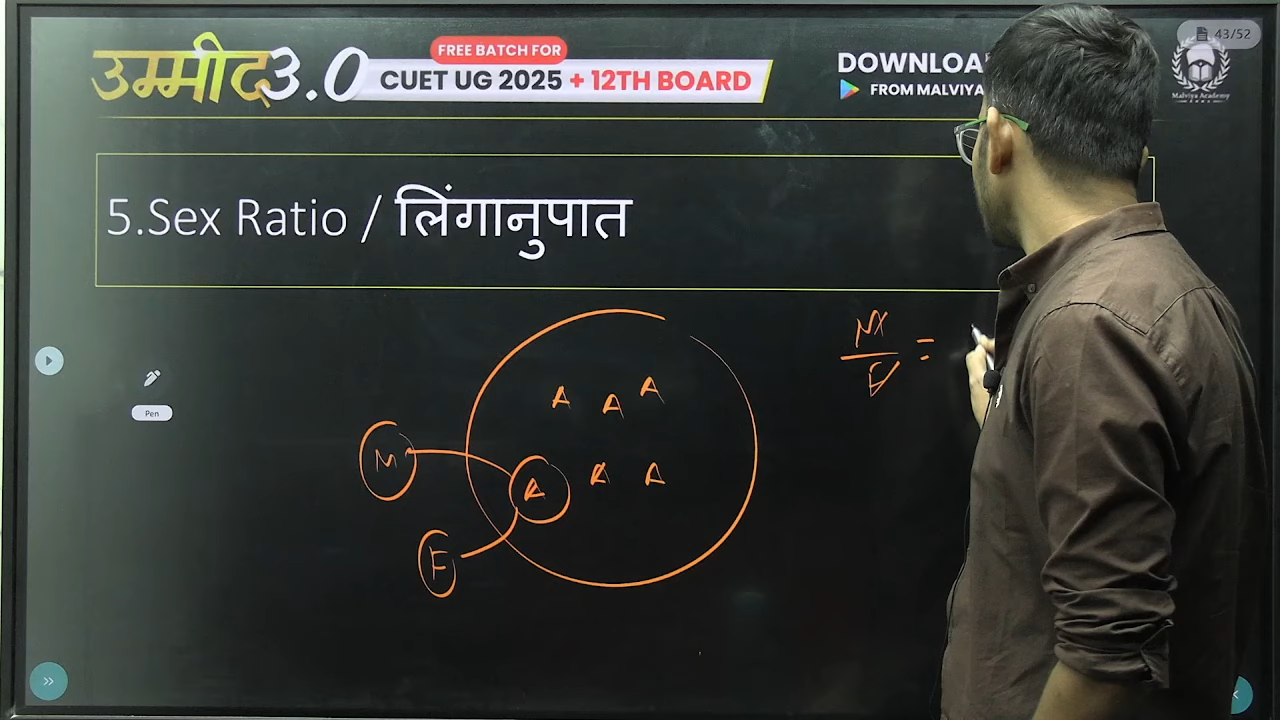 उम्मीद 3.0
FREE BATCH FOR
CUET UG 2025 + 12TH BOARD
DOWNLOA
FROM MALVIYA
43/52
Malviya Academy
5.Sex Ratio / लिंगानुपात
Pen
M
F
A A A
A A A
=